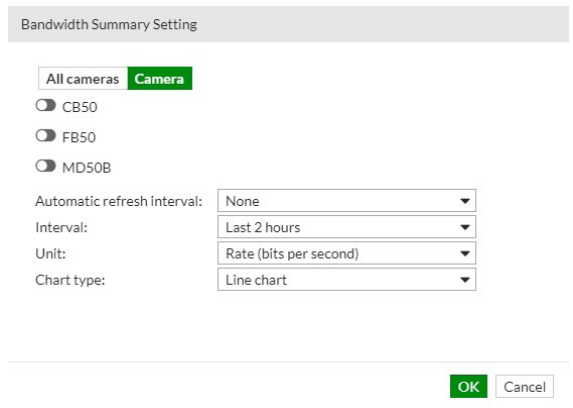 Bandwidth Summary Setting
All cameras Camera
CB50
FB50
MD50B
Automatic refresh interval: None
Interval: Last 2 hours
Unit: Rate (bits per second)
Chart type: Line chart
OK Cancel